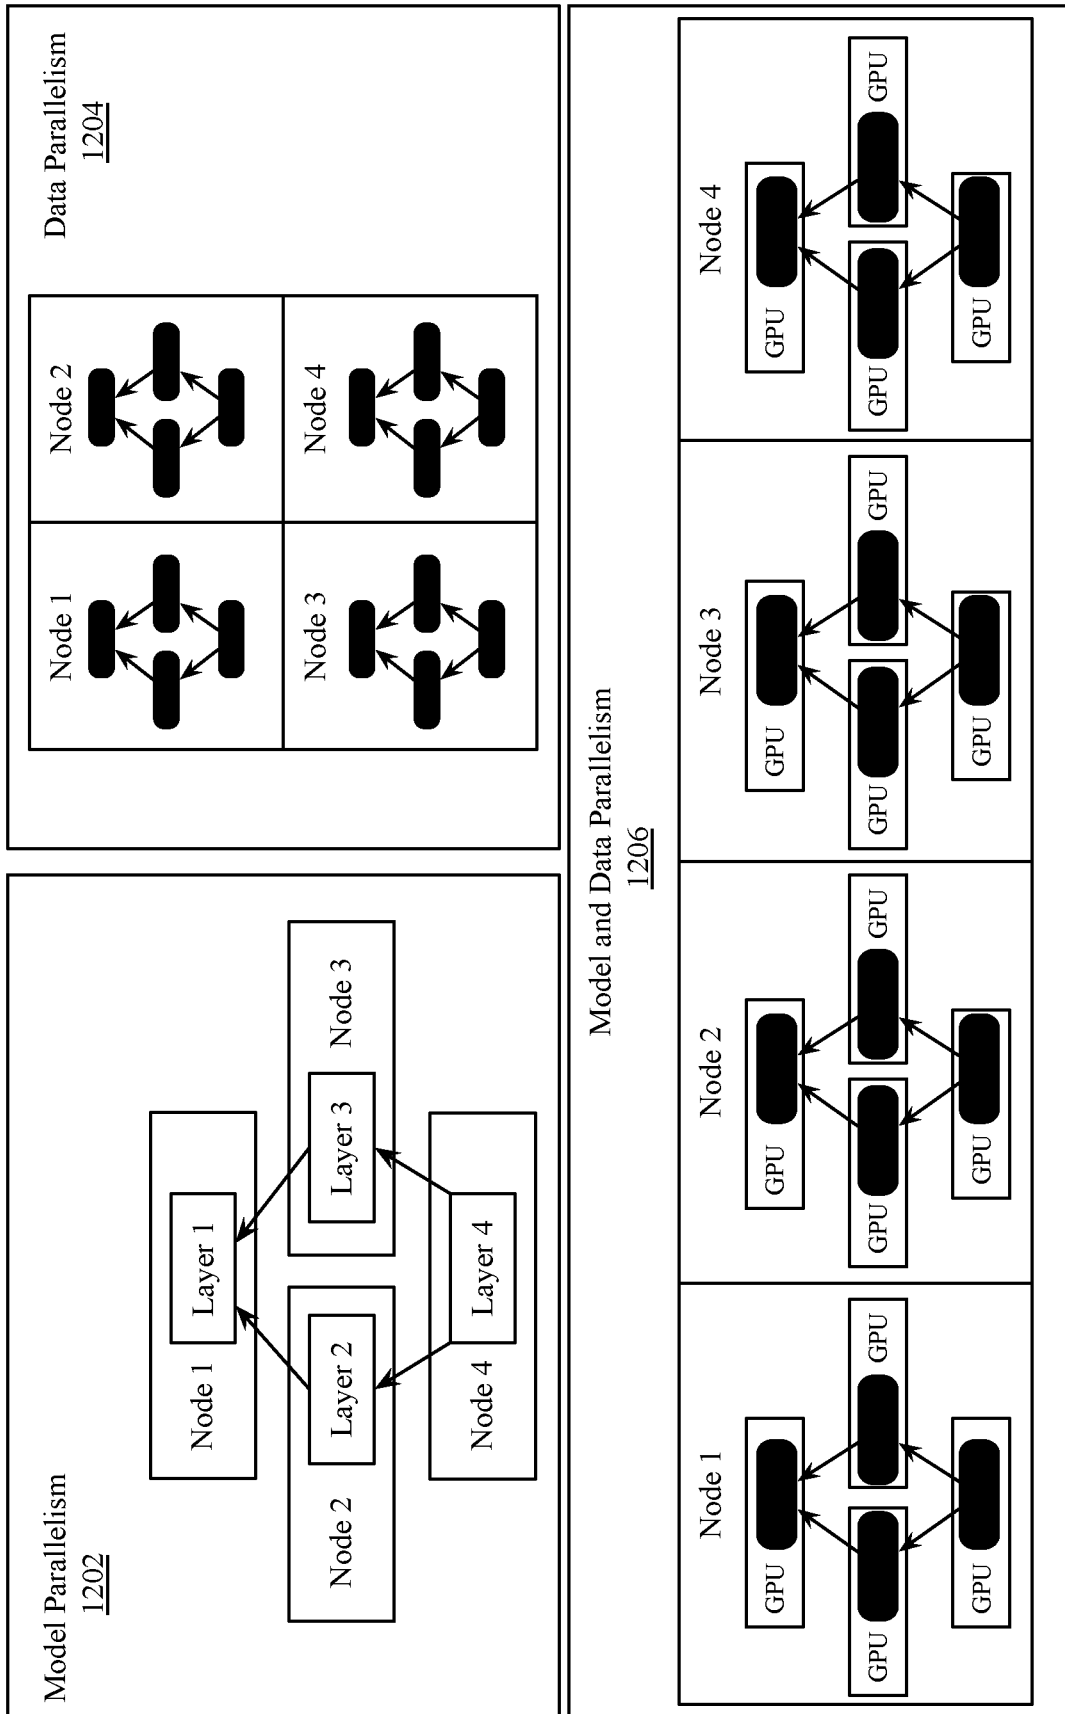 Model Parallelism
1202
Node 1
Layer 1
Node 2
Layer 2
Layer 3
Node 3
Node 4
Layer 4
Data Parallelism
1204
Node 1
Node 2
Node 3
Node 4
Model and Data Parallelism
1206
Node 1
GPU
GPU
GPU
GPU
Node 2
GPU
GPU
GPU
GPU
Node 3
GPU
GPU
GPU
GPU
Node 4
GPU
GPU
GPU
GPU